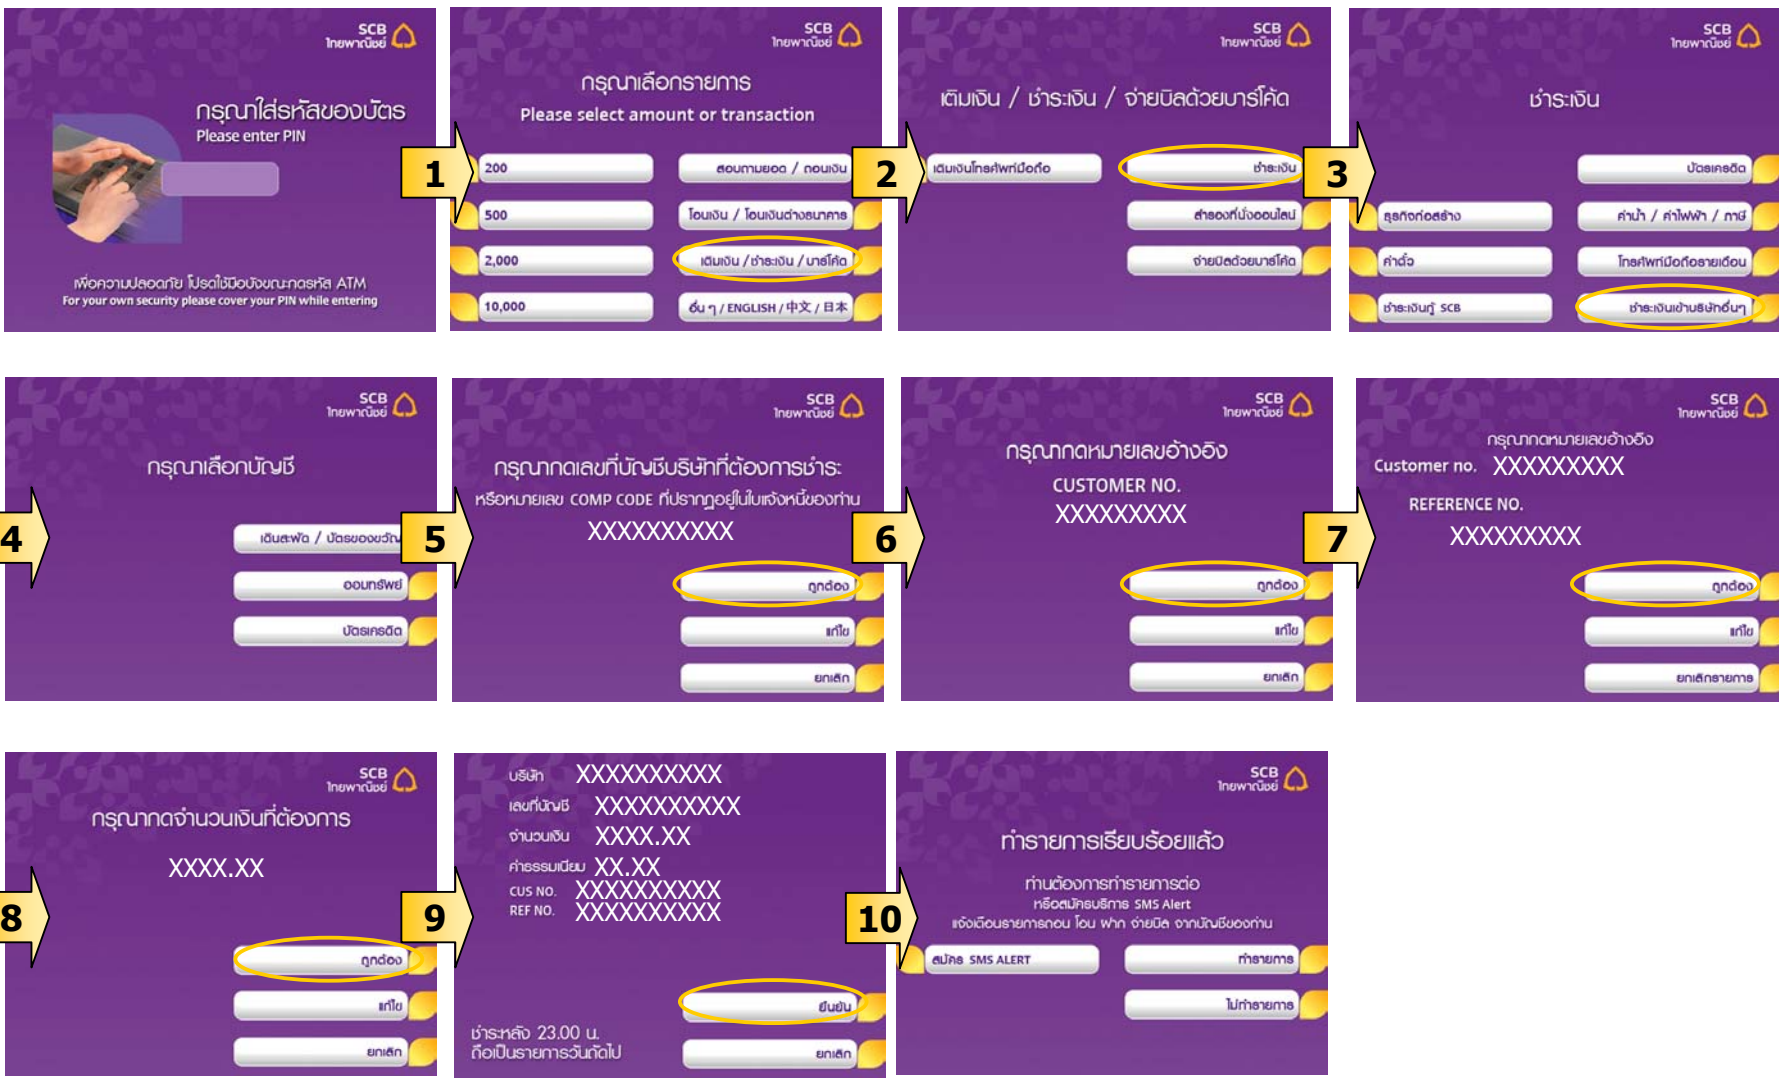 SCB
ไทยพาณิชย์
กรุณาใส่รหัสของบัตร
Please enter PIN
เพื่อความปลอดภัย โปรดใช้มือบังขณะกดรหัส ATM
For your own security please cover your PIN while entering
1
SCB
ไทยพาณิชย์
กรุณาเลือกรายการ
Please select amount or transaction
200
สอบถามยอด / ถอนเงิน
500
โอนเงิน / โอนเงินต่างธนาคาร
2,000
เติมเงิน / ชำระเงิน / บาร์โค้ด
10,000
อื่น ๆ / ENGLISH / 中文 / 日本
2
SCB
ไทยพาณิชย์
เติมเงิน / ชำระเงิน / จ่ายบิลด้วยบาร์โค้ด
เติมเงินโทรศัพท์มือถือ
ชำระเงิน
สำรองที่นั่งออนไลน์
จ่ายบิลด้วยบาร์โค้ด
3
SCB
ไทยพาณิชย์
ชำระเงิน
บัตรเครดิต
ธุรกิจก่อสร้าง
ค่าน้ำ / ค่าไฟฟ้า / ภาษี
ค่าตั๋ว
โทรศัพท์มือถือรายเดือน
ชำระเงินกู้ SCB
ชำระเงินเข้าบริษัทอื่นๆ
4
SCB
ไทยพาณิชย์
กรุณาเลือกบัญชี
เดินสะพัด / บัตรของขวัญ
ออมทรัพย์
บัตรเครดิต
5
SCB
ไทยพาณิชย์
กรุณากดเลขที่บัญชีบริษัทที่ต้องการชำระ
หรือหมายเลข COMP CODE ที่ปรากฏอยู่ในใบแจ้งหนี้ของท่าน
XXXXXXXXXX
ถูกต้อง
แก้ไข
ยกเลิก
6
SCB
ไทยพาณิชย์
กรุณากดหมายเลขอ้างอิง
CUSTOMER NO.
XXXXXXXXX
ถูกต้อง
แก้ไข
ยกเลิก
7
SCB
ไทยพาณิชย์
กรุณากดหมายเลขอ้างอิง
Customer no. XXXXXXXXX
REFERENCE NO.
XXXXXXXXX
ถูกต้อง
แก้ไข
ยกเลิกรายการ
8
SCB
ไทยพาณิชย์
กรุณากดจำนวนเงินที่ต้องการ
XXXX.XX
ถูกต้อง
แก้ไข
ยกเลิก
9
บริษัท XXXXXXXXXX
เลขที่บัญชี XXXXXXXXXX
จำนวนเงิน XXXX.XX
ค่าธรรมเนียม XX.XX
CUS NO. XXXXXXXXXX
REF NO. XXXXXXXXXX
ยืนยัน
ชำระหลัง 23.00 น.
ถือเป็นรายการวันถัดไป
ยกเลิก
10
SCB
ไทยพาณิชย์
ทำรายการเรียบร้อยแล้ว
ท่านต้องการทำรายการต่อ
หรือสมัครบริการ SMS Alert
แจ้งเตือนรายการถอน โอน ฝาก จ่ายบิล จากบัญชีของท่าน
สมัคร SMS ALERT
ทำรายการ
ไม่ทำรายการ